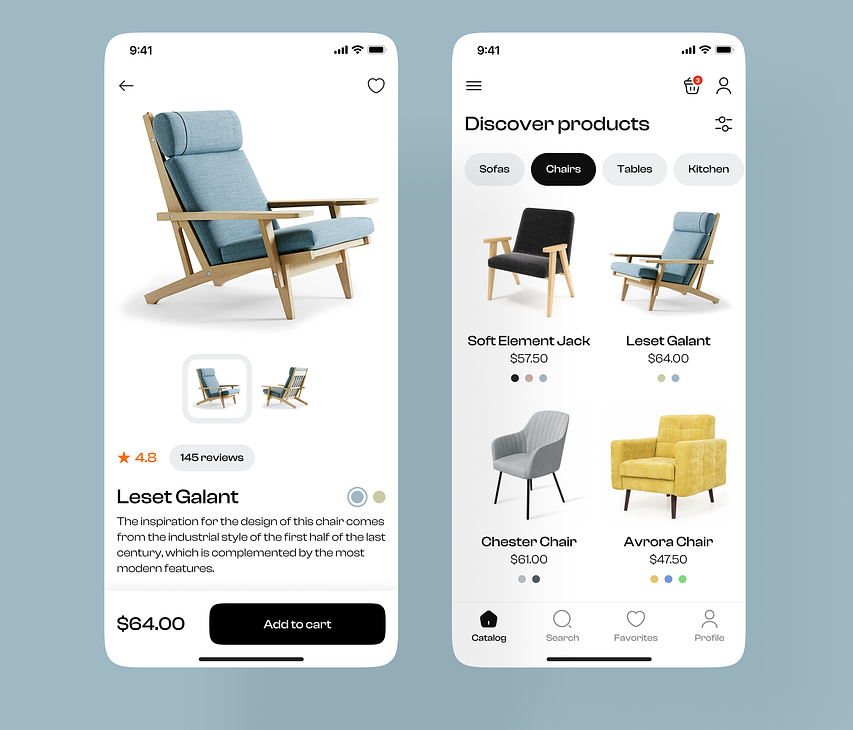 9:41
4.8
145 reviews
Leset Galant
The inspiration for the design of this chair comes
from the industrial style of the first half of the last
century, which is complemented by the most
modern features.
$64.00
Add to cart
9:41
3
Discover products
Sofas
Chairs
Tables
Kitchen
Soft Element Jack
$57.50
Leset Galant
$64.00
Chester Chair
$61.00
Avrora Chair
$47.50
Catalog
Search
Favorites
Profile